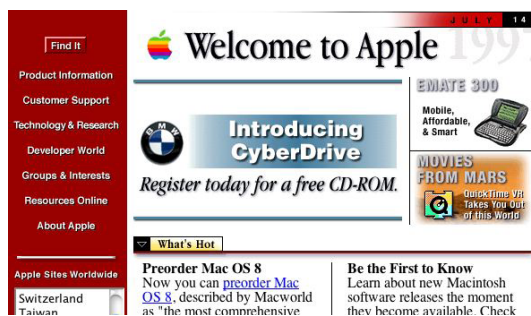 Find It
Product Information
Customer Support
Technology & Research
Developer World
Groups & Interests
Resources Online
About Apple
Apple Sites Worldwide
Switzerland
Taiwan
JULY 14
1997
Welcome to Apple
BMW
Introducing
CyberDrive
Register today for a free CD-ROM.
EMATE 300
Mobile,
Affordable,
& Smart
MOVIES
FROM MARS
QuickTime VR
Takes You Out
of this World
What's Hot
Preorder Mac OS 8
Now you can preorder Mac
OS 8, described by Macworld
as "the most comprehensive
Be the First to Know
Learn about new Macintosh
software releases the moment
they become available. Check